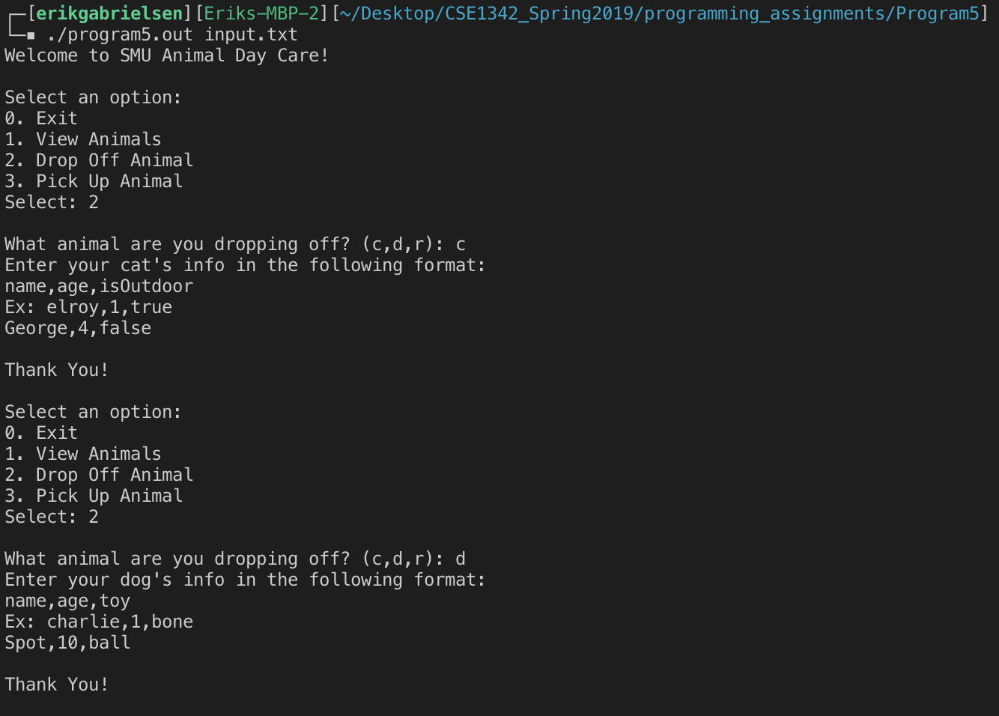 ┌─[erikgabrielsen][Eriks-MBP-2][~/Desktop/CSE1342_Spring2019/programming_assignments/Program5]
└─▪ ./program5.out input.txt
Welcome to SMU Animal Day Care!

Select an option:
0. Exit
1. View Animals
2. Drop Off Animal
3. Pick Up Animal
Select: 2

What animal are you dropping off? (c,d,r): c
Enter your cat's info in the following format:
name,age,isOutdoor
Ex: elroy,1,true
George,4,false

Thank You!

Select an option:
0. Exit
1. View Animals
2. Drop Off Animal
3. Pick Up Animal
Select: 2

What animal are you dropping off? (c,d,r): d
Enter your dog's info in the following format:
name,age,toy
Ex: charlie,1,bone
Spot,10,ball

Thank You!